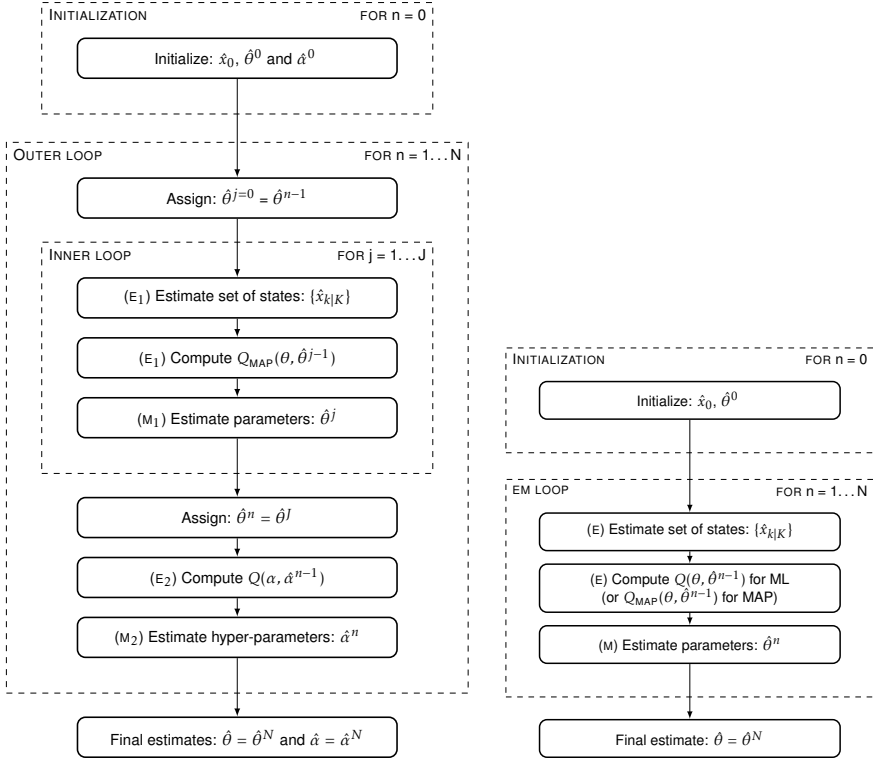 INITIALIZATION FOR n = 0
Initialize: x̂₀, θ̂⁰ and α̂⁰
OUTER LOOP FOR n = 1...N
Assign: θ̂ʲ⁼⁰ = θ̂ⁿ⁻¹
INNER LOOP FOR j = 1...J
(E₁) Estimate set of states: {x̂_{k|K}}
(E₁) Compute Q_MAP(θ, θ̂ʲ⁻¹)
(M₁) Estimate parameters: θ̂ʲ
Assign: θ̂ⁿ = θ̂ᴶ
(E₂) Compute Q(α, α̂ⁿ⁻¹)
(M₂) Estimate hyper-parameters: α̂ⁿ
Final estimates: θ̂ = θ̂ᴺ and α̂ = α̂ᴺ
INITIALIZATION FOR n = 0
Initialize: x̂₀, θ̂⁰
EM LOOP FOR n = 1...N
(E) Estimate set of states: {x̂_{k|K}}
(E) Compute Q(θ, θ̂ⁿ⁻¹) for ML
(or Q_MAP(θ, θ̂ⁿ⁻¹) for MAP)
(M) Estimate parameters: θ̂ⁿ
Final estimate: θ̂ = θ̂ᴺ